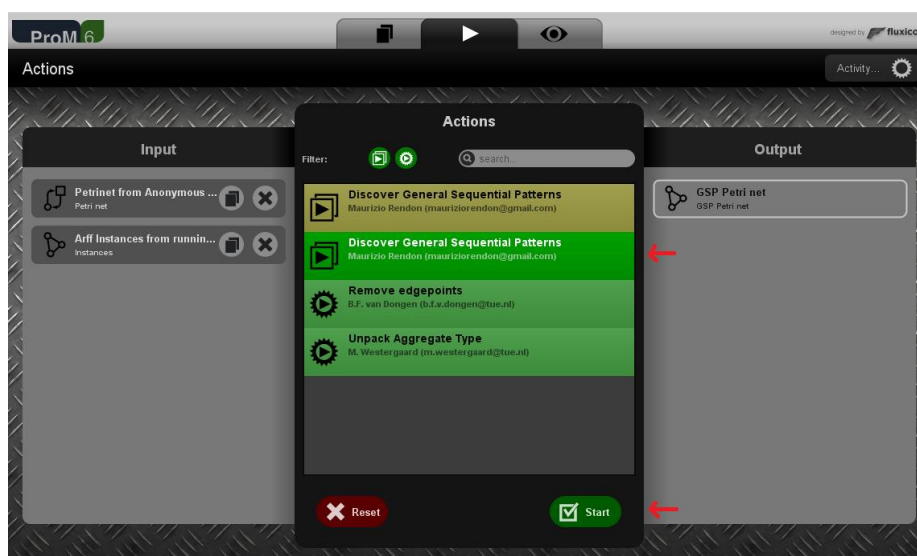 ProM 6
designed by fluxico
Actions
Activity...
Actions
Input
Filter:
search...
Output
Petrinet from Anonymous ...
Petri net
Arff Instances from runnin...
Instances
Discover General Sequential Patterns
Maurizio Rendon (mauriziorendon@gmail.com)
Discover General Sequential Patterns
Maurizio Rendon (mauriziorendon@gmail.com)
Remove edgepoints
B.F. van Dongen (b.f.v.dongen@tue.nl)
Unpack Aggregate Type
M. Westergaard (m.westergaard@tue.nl)
GSP Petri net
GSP Petri net
Reset
Start